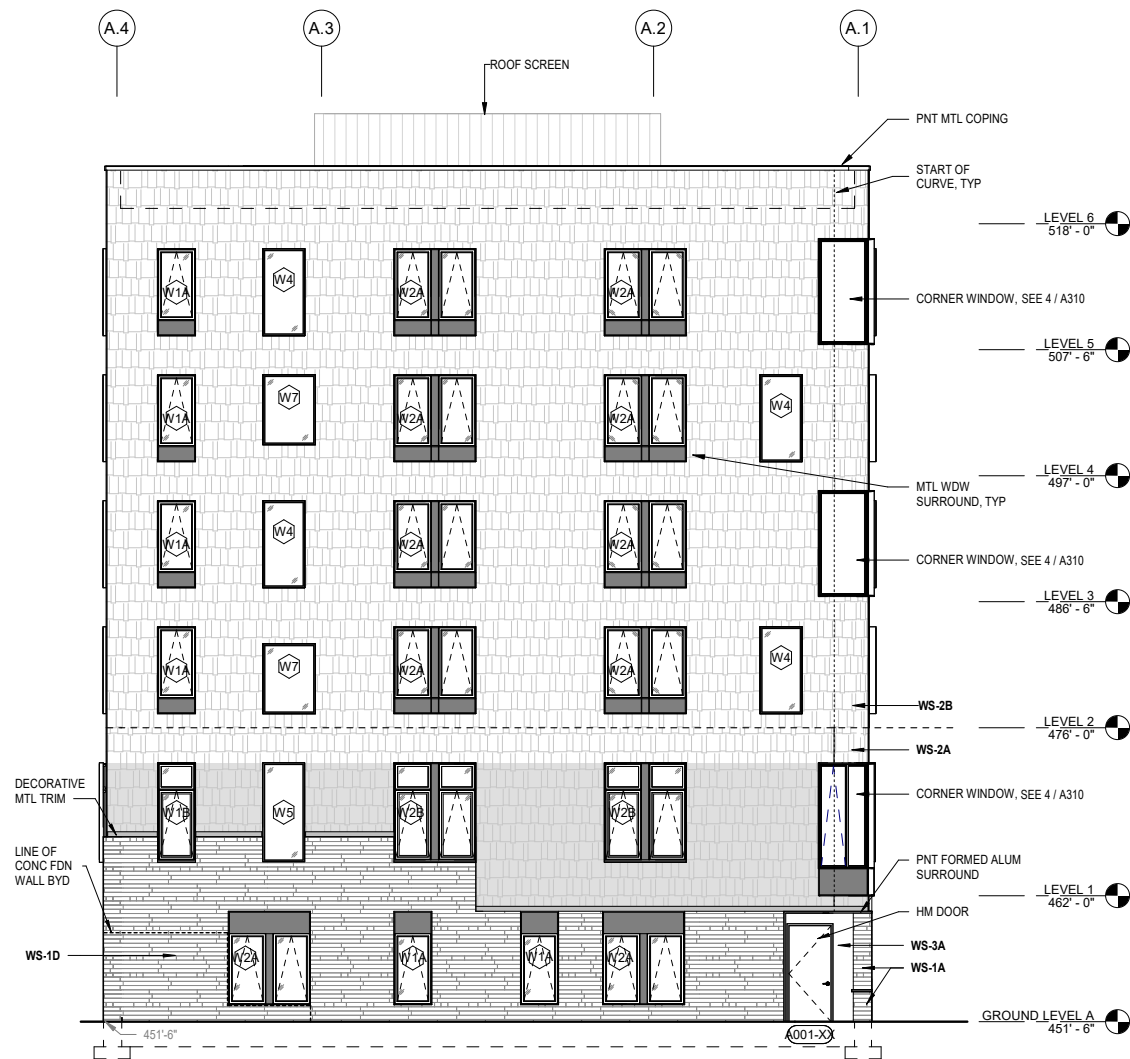 A.4
A.3
A.2
A.1
ROOF SCREEN
PNT MTL COPING
START OF
CURVE, TYP
LEVEL 6
518' - 0"
W1A
W4
W2A
W2A
CORNER WINDOW, SEE 4 / A310
LEVEL 5
507' - 6"
W1A
W7
W2A
W2A
W4
LEVEL 4
497' - 0"
MTL WDW
SURROUND, TYP
W1A
W4
W2A
W2A
CORNER WINDOW, SEE 4 / A310
LEVEL 3
486' - 6"
W1A
W7
W2A
W2A
W4
WS-2B
LEVEL 2
476' - 0"
WS-2A
DECORATIVE
MTL TRIM
CORNER WINDOW, SEE 4 / A310
W1B
W5
W2B
W2B
LINE OF
CONC FDN
WALL BYD
PNT FORMED ALUM
SURROUND
LEVEL 1
462' - 0"
HM DOOR
WS-3A
WS-1D
W2A
W1A
W1A
W2A
WS-1A
GROUND LEVEL A
451' - 6"
451'-6"
A001-XX